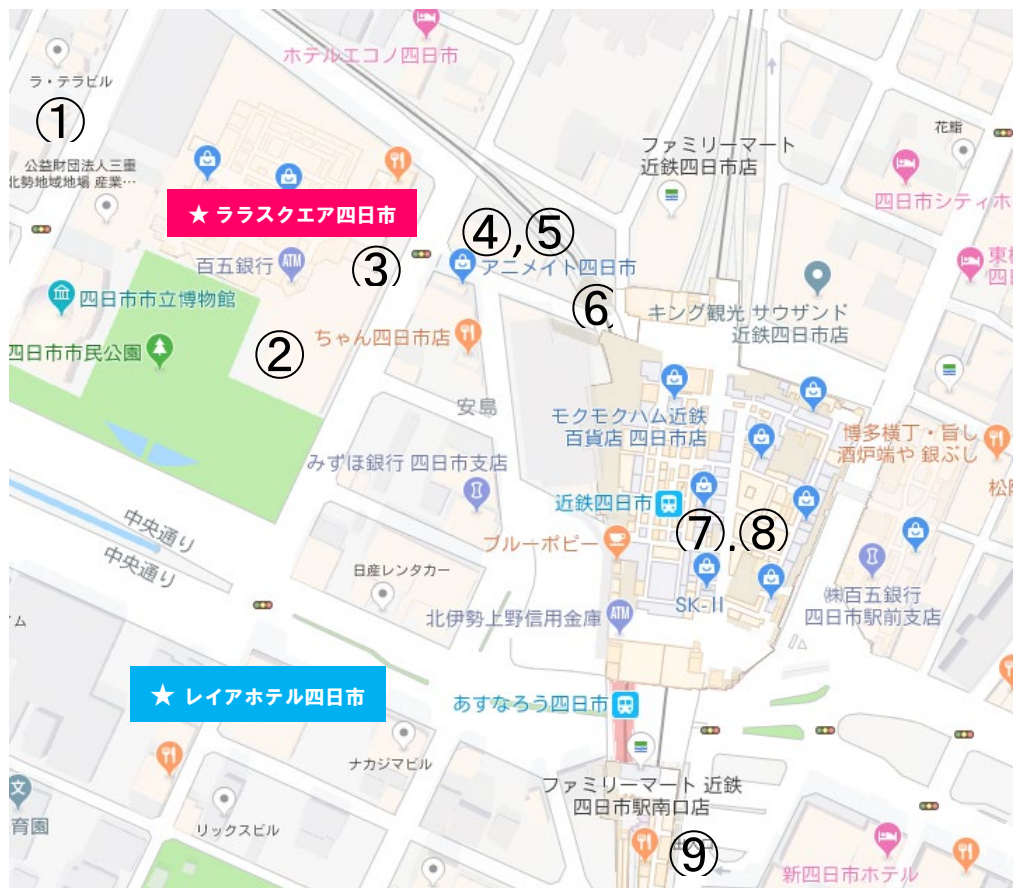 ホテルエコノ四日市
ラ・テラビル
①
ファミリーマート
近鉄四日市店
花鮨
公益財団法人三重
北勢地域地場 産業…
四日市シティホ
★ ララスクエア四日市
④,⑤
百五銀行
ATM
③
アニメイト四日市
東横
四日
四日市市立博物館
⑥
キング観光 サウザンド
近鉄四日市店
ちゃん四日市店
四日市市民公園
②
安島
モクモクハム近鉄
百貨店 四日市店
博多横丁・旨し
酒炉端や 銀ぶし
みずほ銀行 四日市支店
松阪
近鉄四日市
中央通り
中央通り
ブルーポピー
⑦,⑧
日産レンタカー
SK-II
㈱百五銀行
四日市駅前支店
北伊勢上野信用金庫
ATM
イム
★ レイアホテル四日市
あすなろう四日市
ナカジマビル
ファミリーマート 近鉄
四日市駅南口店
文
育園
リックスビル
⑨
新四日市ホテル